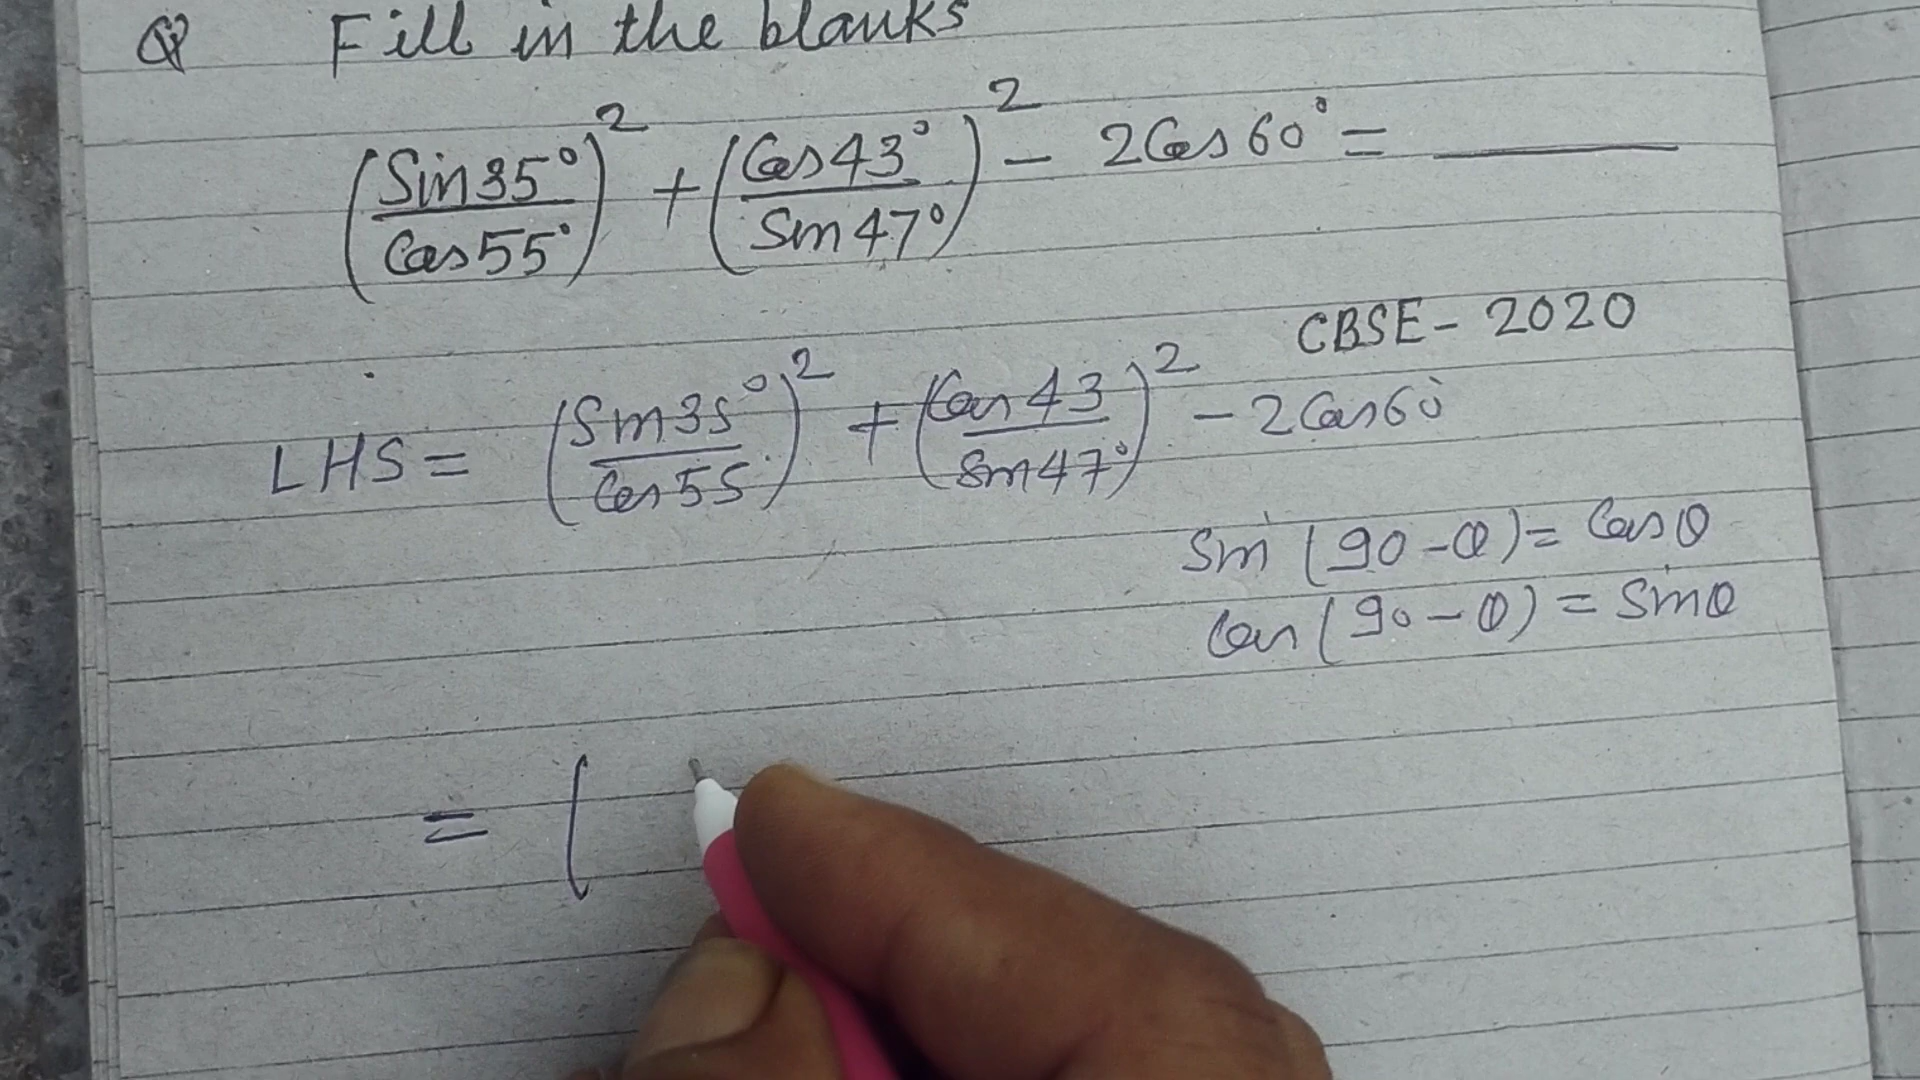 Q Fill in the blanks
(Sin35°/Cos55°)² + (Cos43°/Sin47°)² - 2Cos60° = ______
CBSE - 2020
LHS = (Sin35°/Cos55)² + (Cos43/Sin47°)² - 2Cos60°
Sin (90-θ) = Cosθ
Cos (90-θ) = Sinθ
= (